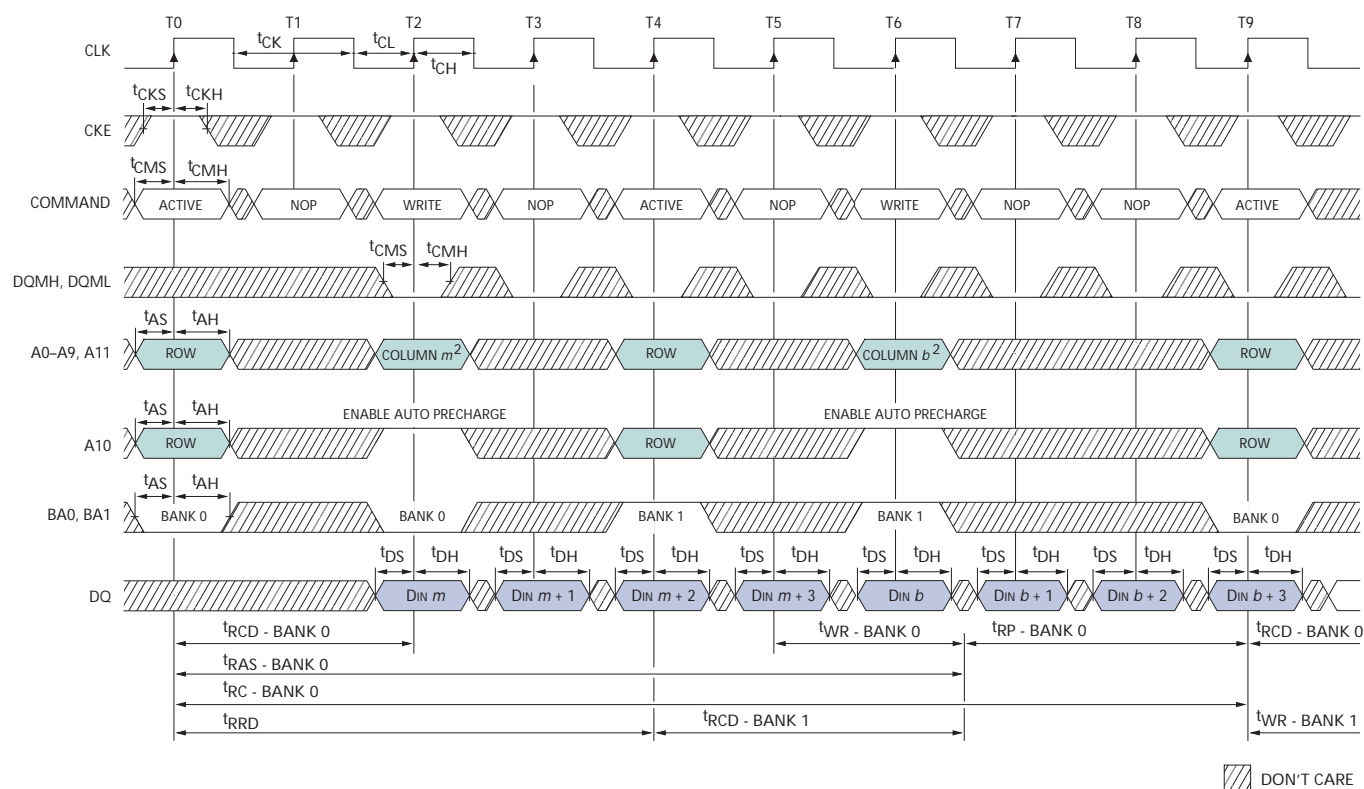 T0 T1 T2 T3 T4 T5 T6 T7 T8 T9
CLK tCK tCL
tCH
tCKS tCKH
CKE
tCMS tCMH
COMMAND ACTIVE NOP WRITE NOP ACTIVE NOP WRITE NOP NOP ACTIVE
tCMS tCMH
DQMH, DQML
tAS tAH
A0–A9, A11 ROW COLUMN m2 ROW COLUMN b2 ROW
tAS tAH ENABLE AUTO PRECHARGE ENABLE AUTO PRECHARGE
A10 ROW ROW ROW
tAS tAH
BA0, BA1 BANK 0 BANK 0 BANK 1 BANK 1 BANK 0
tDS tDH tDS tDH tDS tDH tDS tDH tDS tDH tDS tDH tDS tDH tDS tDH
DQ DIN m DIN m + 1 DIN m + 2 DIN m + 3 DIN b DIN b + 1 DIN b + 2 DIN b + 3
tRCD - BANK 0 tWR - BANK 0 tRP - BANK 0 tRCD - BANK 0
tRAS - BANK 0
tRC - BANK 0
tRRD tRCD - BANK 1 tWR - BANK 1
DON'T CARE